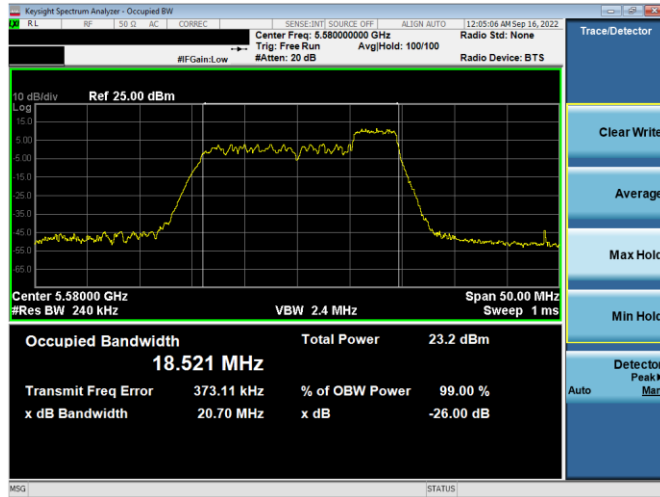 Keysight Spectrum Analyzer - Occupied BW
RL RF 50 Ω AC CORREC SENSE:INT SOURCE OFF ALIGN AUTO 12:05:06 AM Sep 16, 2022
Center Freq: 5.580000000 GHz Radio Std: None
Trig: Free Run Avg|Hold: 100/100
#IFGain:Low #Atten: 20 dB Radio Device: BTS
Trace/Detector
10 dB/div Ref 25.00 dBm
Log
15.0
5.00
-5.00
-15.0
-25.0
-35.0
-45.0
-55.0
-65.0
Center 5.58000 GHz Span 50.00 MHz
#Res BW 240 kHz VBW 2.4 MHz Sweep 1 ms
Occupied Bandwidth Total Power 23.2 dBm
18.521 MHz
Transmit Freq Error 373.11 kHz % of OBW Power 99.00 %
x dB Bandwidth 20.70 MHz x dB -26.00 dB
Clear Write
Average
Max Hold
Min Hold
Detector
Peak
Auto Man
MSG STATUS